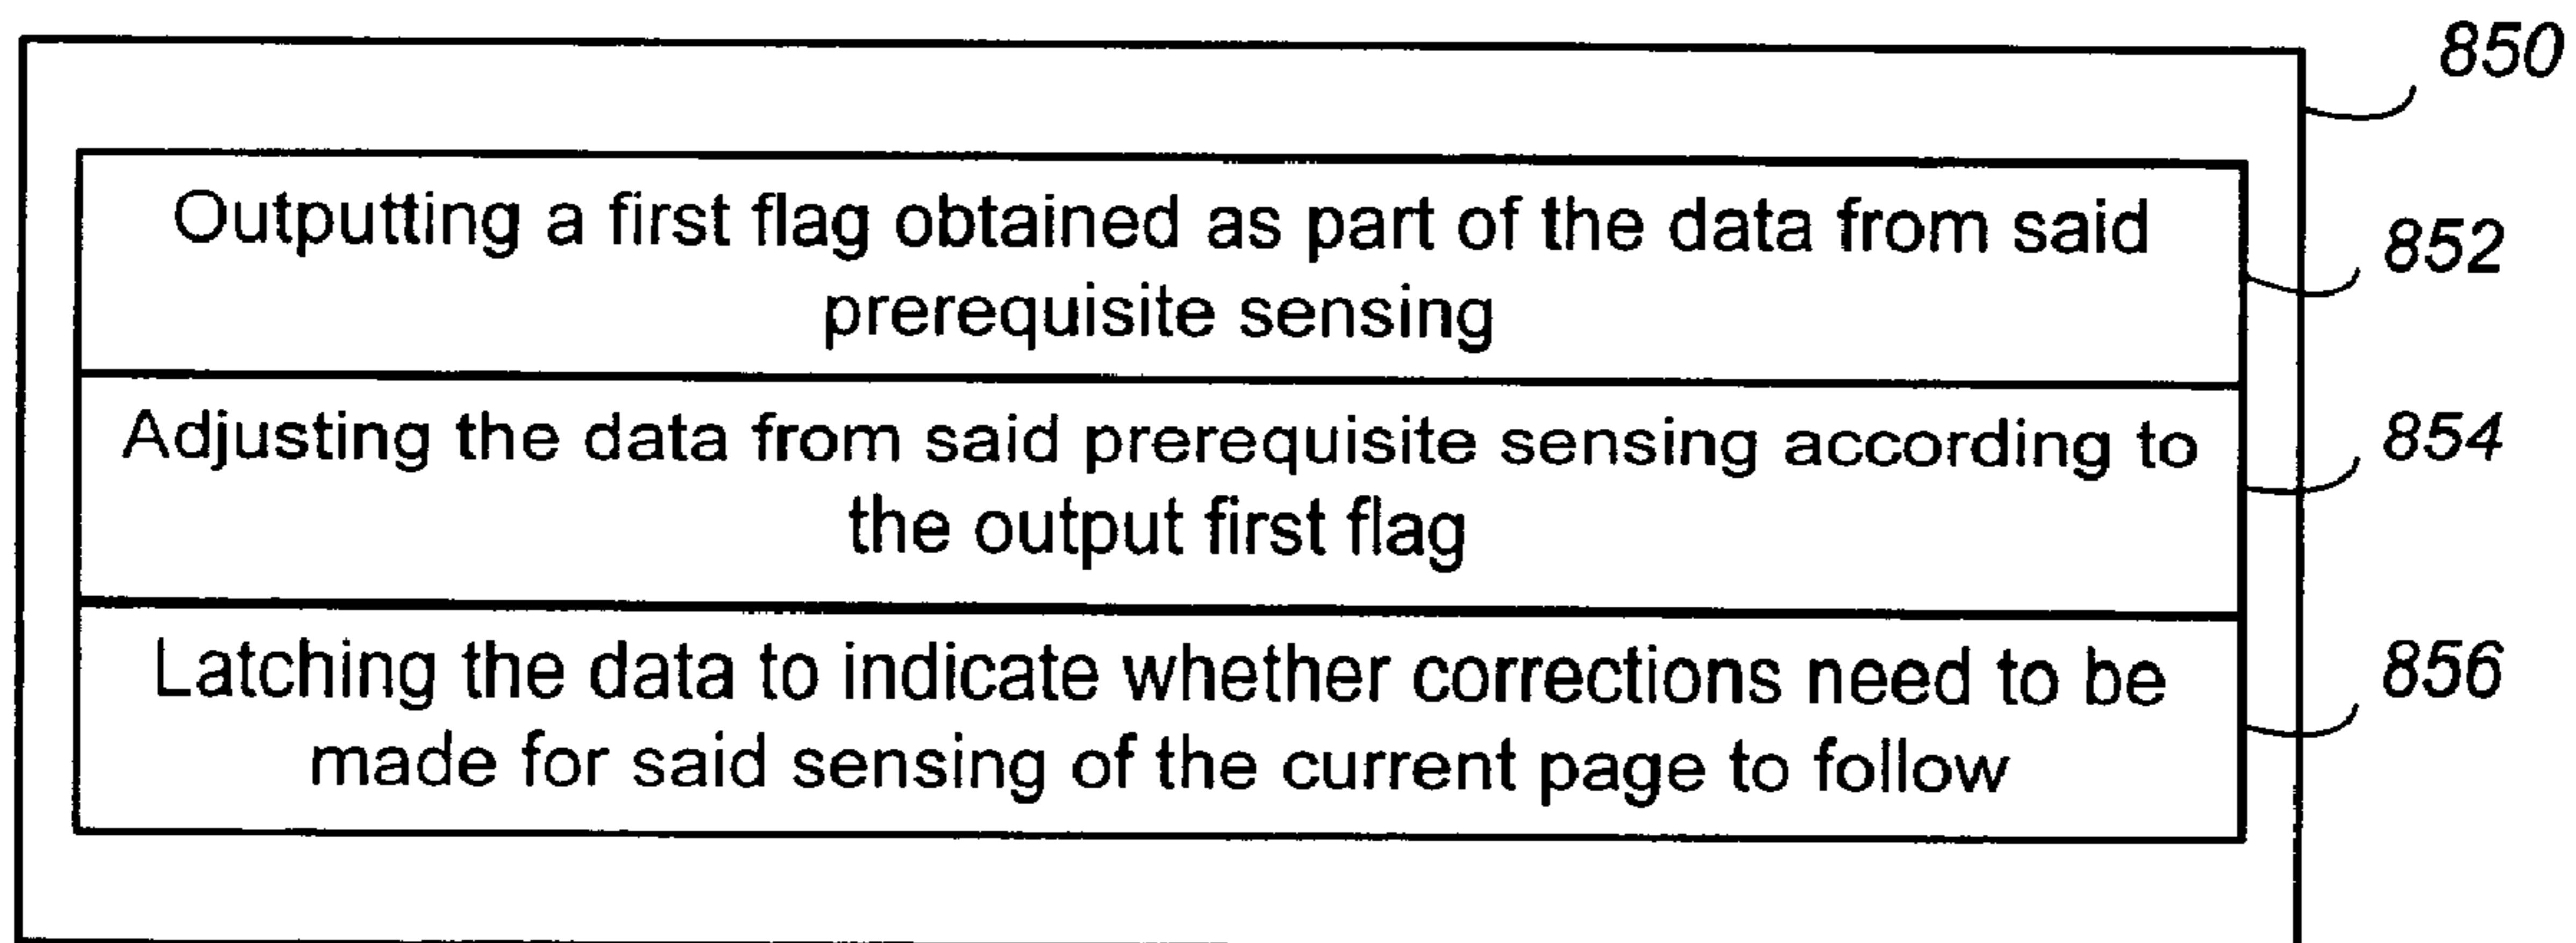 850
Outputting a first flag obtained as part of the data from said
prerequisite sensing
852
Adjusting the data from said prerequisite sensing according to
the output first flag
854
Latching the data to indicate whether corrections need to be
made for said sensing of the current page to follow
856